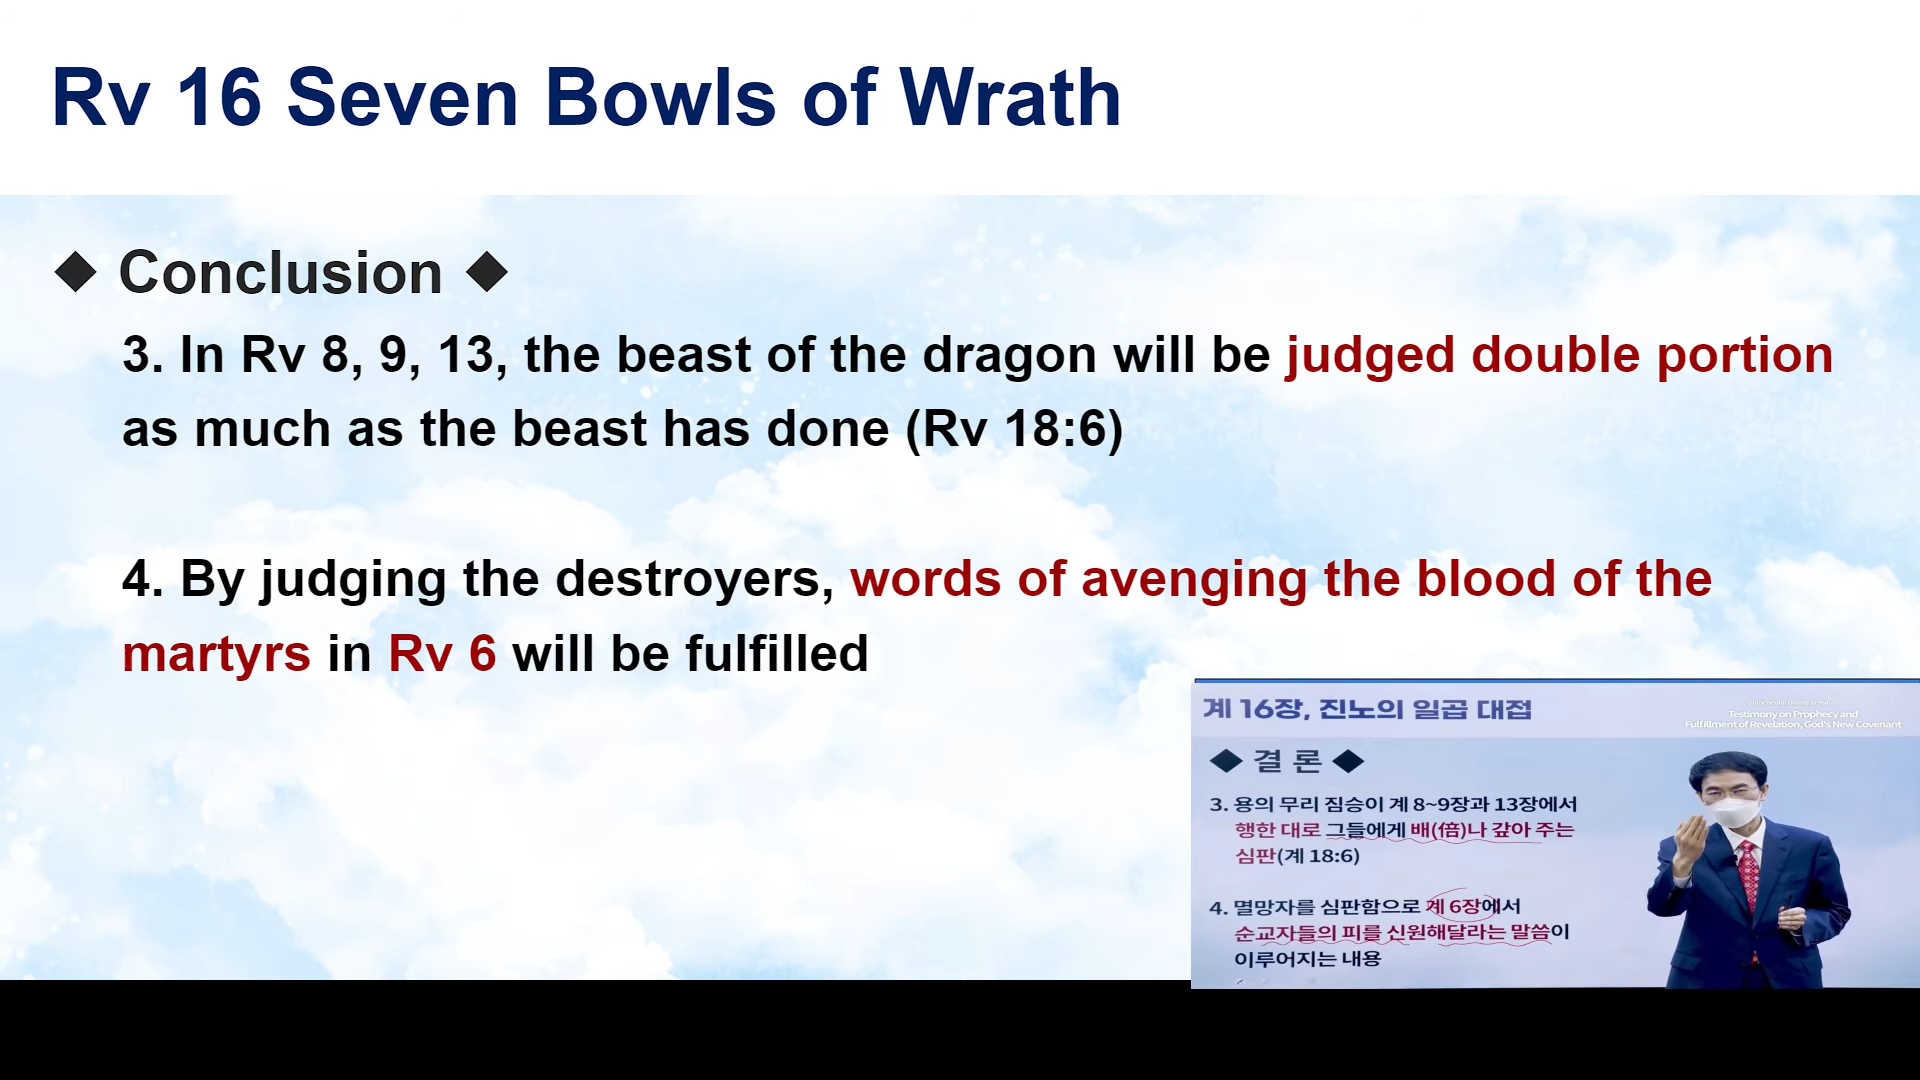 Rv 16 Seven Bowls of Wrath
◆ Conclusion ◆
3. In Rv 8, 9, 13, the beast of the dragon will be judged double portion
as much as the beast has done (Rv 18:6)
4. By judging the destroyers, words of avenging the blood of the
martyrs in Rv 6 will be fulfilled
계 16장, 진노의 일곱 대접
Testimony on Prophecy and
Fulfillment of Revelation, God's New Covenant
◆ 결 론 ◆
3. 용의 무리 짐승이 계 8~9장과 13장에서
행한 대로 그들에게 배(倍)나 갚아 주는
심판(계 18:6)
4. 멸망자를 심판함으로 계 6장에서
순교자들의 피를 신원해달라는 말씀이
이루어지는 내용